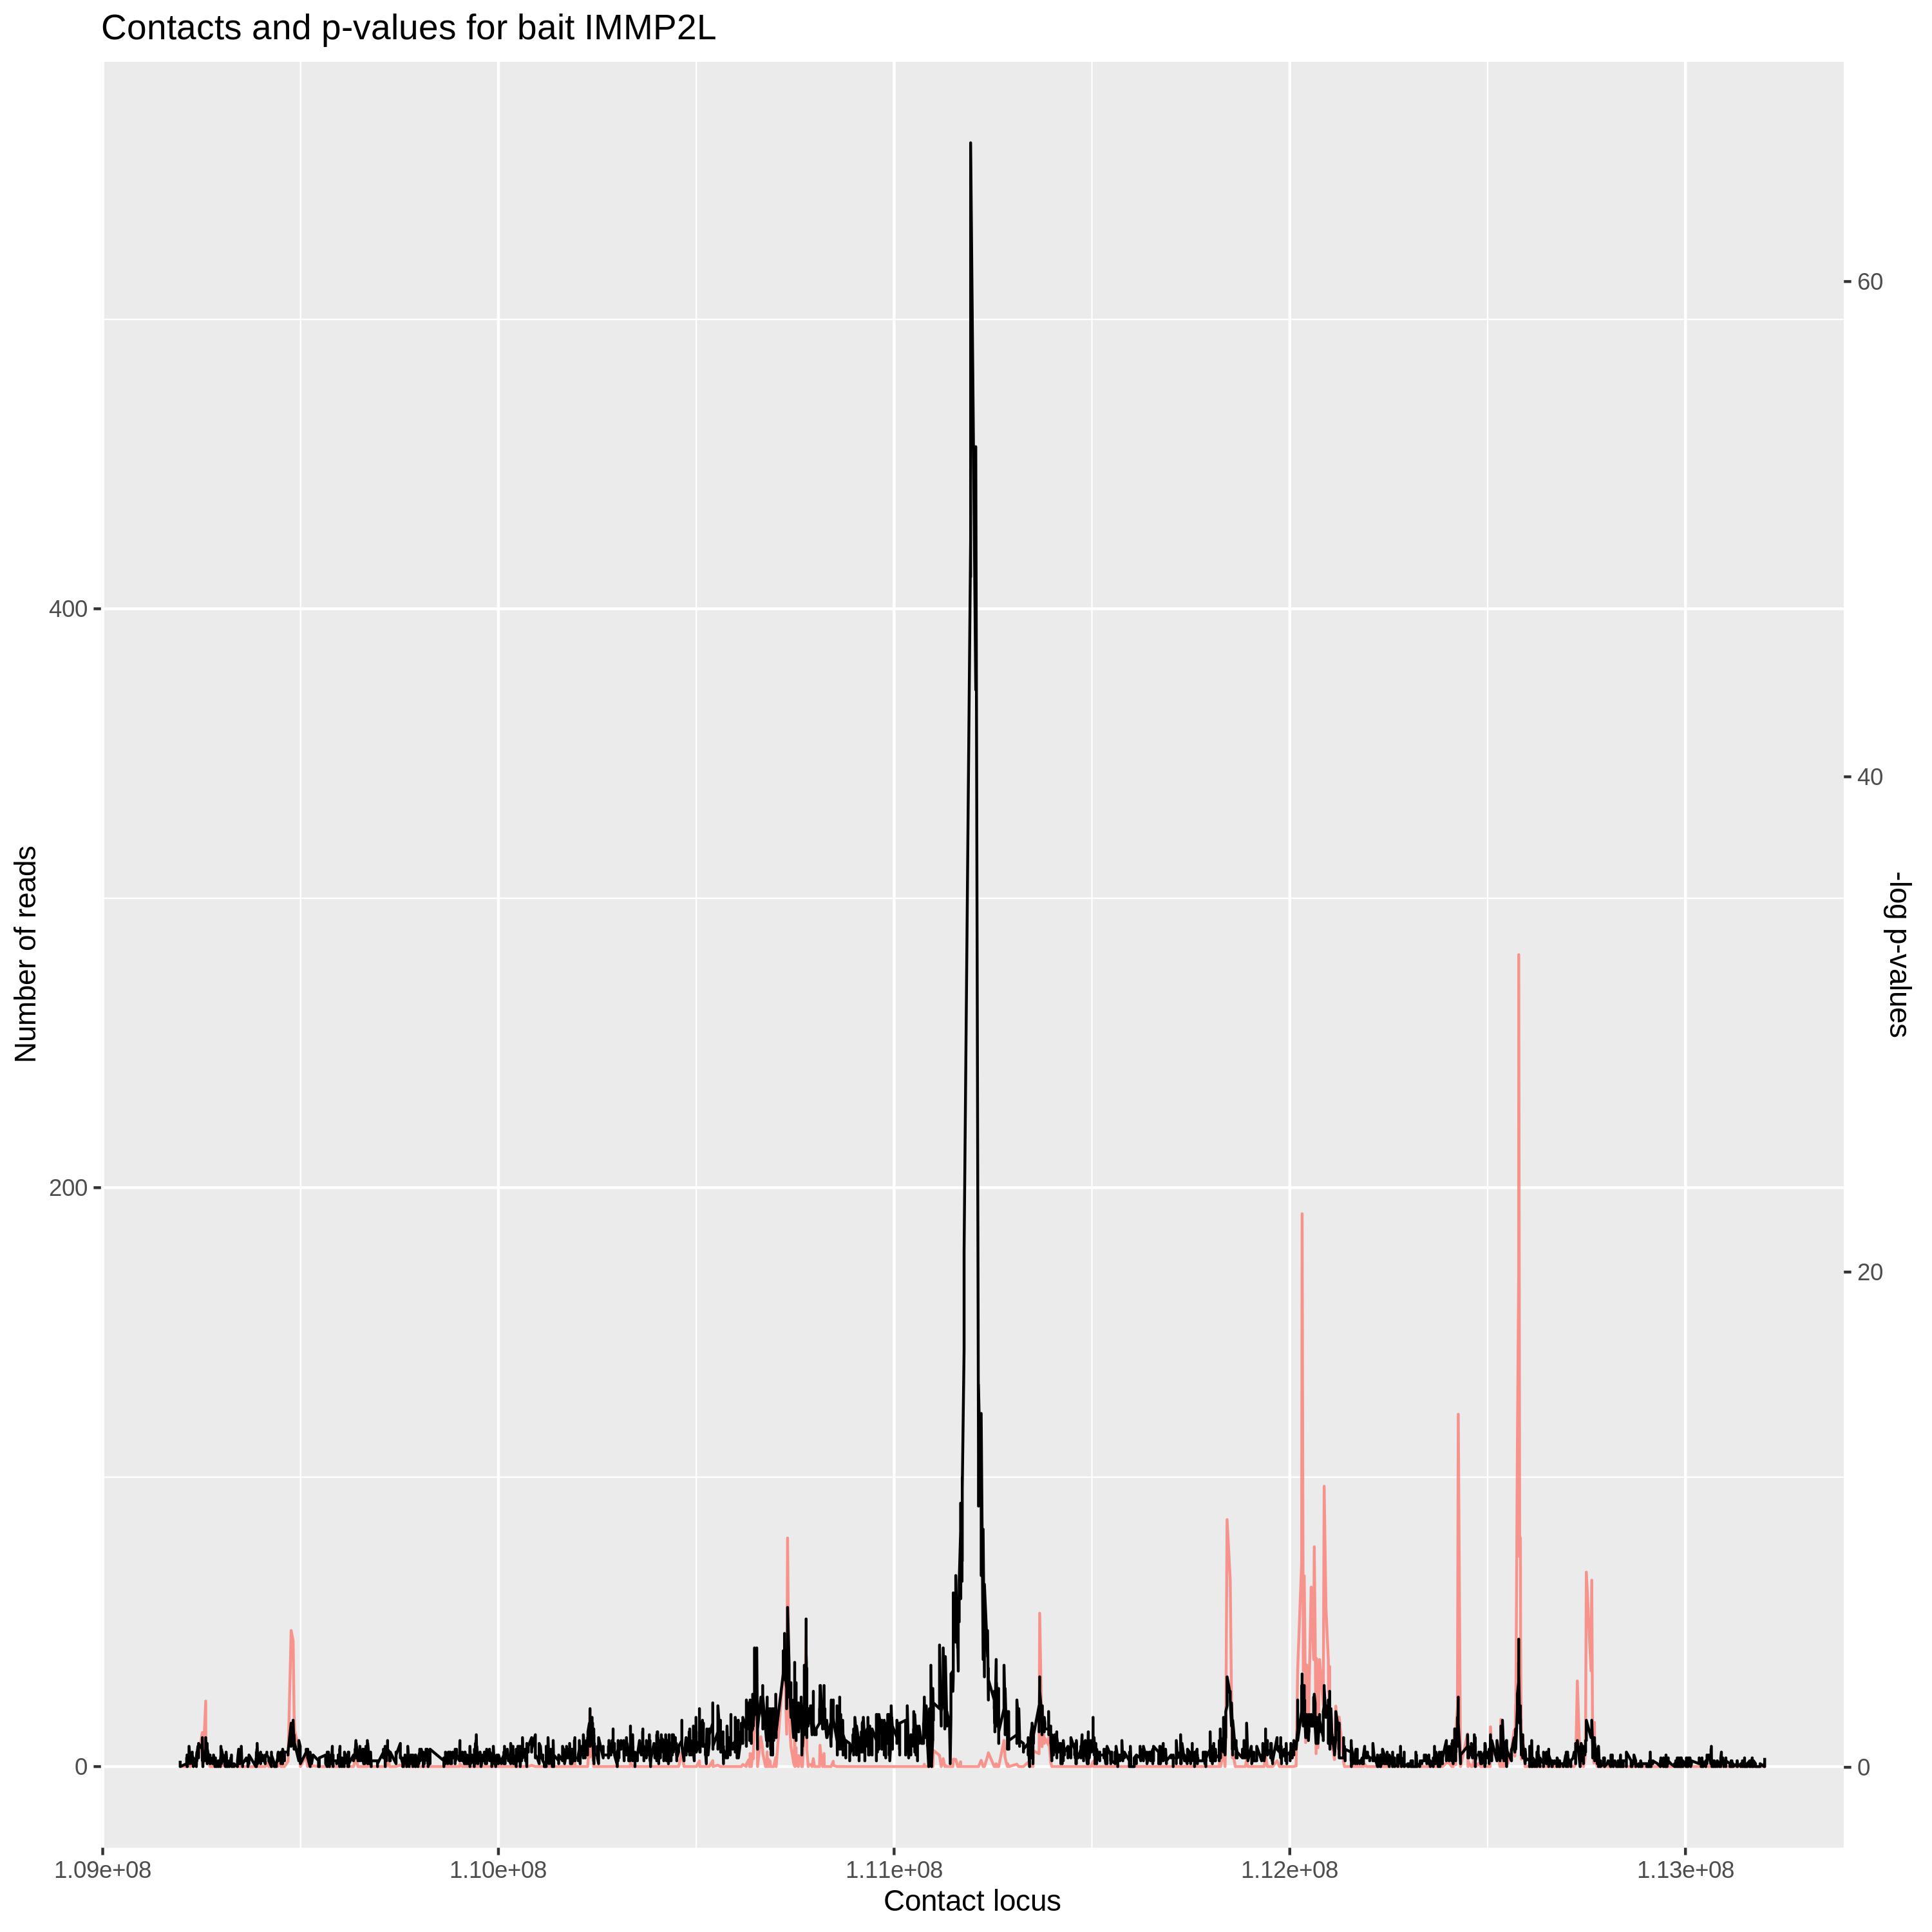 Contacts and p-values for bait IMMP2L
Number of reads
400
200
0
60
40
20
0
-log p-values
1.09e+08 1.10e+08 1.11e+08 1.12e+08 1.13e+08
Contact locus